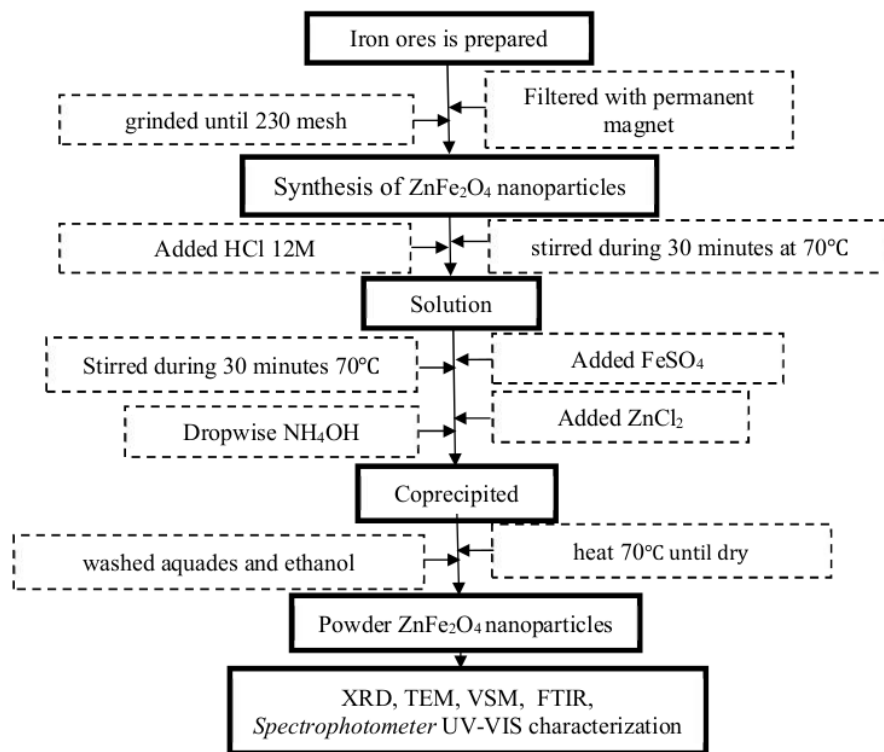 Iron ores is prepared
Filtered with permanent
magnet
grinded until 230 mesh
Synthesis of ZnFe₂O₄ nanoparticles
Added HCl 12M
stirred during 30 minutes at 70℃
Solution
Stirred during 30 minutes 70℃
Added FeSO₄
Added ZnCl₂
Dropwise NH₄OH
Coprecipited
washed aquades and ethanol
heat 70℃ until dry
Powder ZnFe₂O₄ nanoparticles
XRD, TEM, VSM, FTIR,
Spectrophotometer UV-VIS characterization